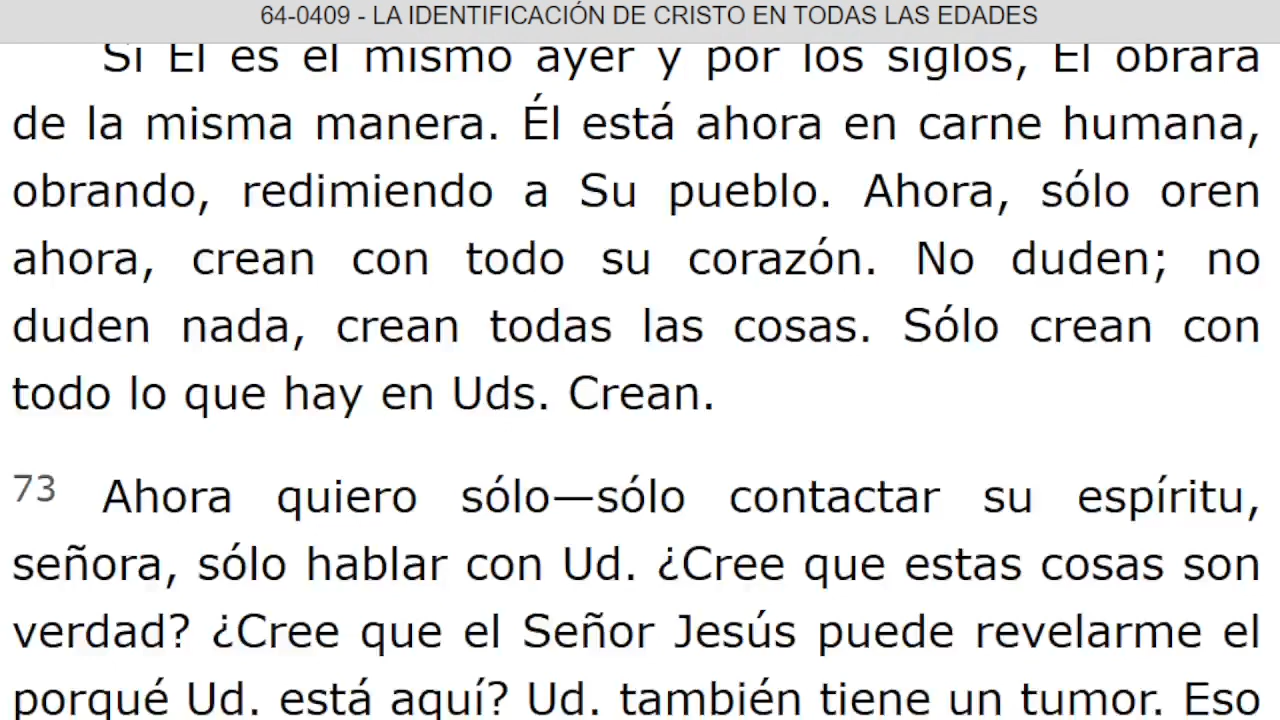 64-0409 - LA IDENTIFICACIÓN DE CRISTO EN TODAS LAS EDADES
Si Él es el mismo ayer y por los siglos, Él obrará
de la misma manera. Él está ahora en carne humana,
obrando, redimiendo a Su pueblo. Ahora, sólo oren
ahora, crean con todo su corazón. No duden; no
duden nada, crean todas las cosas. Sólo crean con
todo lo que hay en Uds. Crean.
73 Ahora quiero sólo—sólo contactar su espíritu,
señora, sólo hablar con Ud. ¿Cree que estas cosas son
verdad? ¿Cree que el Señor Jesús puede revelarme el
porqué Ud. está aquí? Ud. también tiene un tumor. Eso